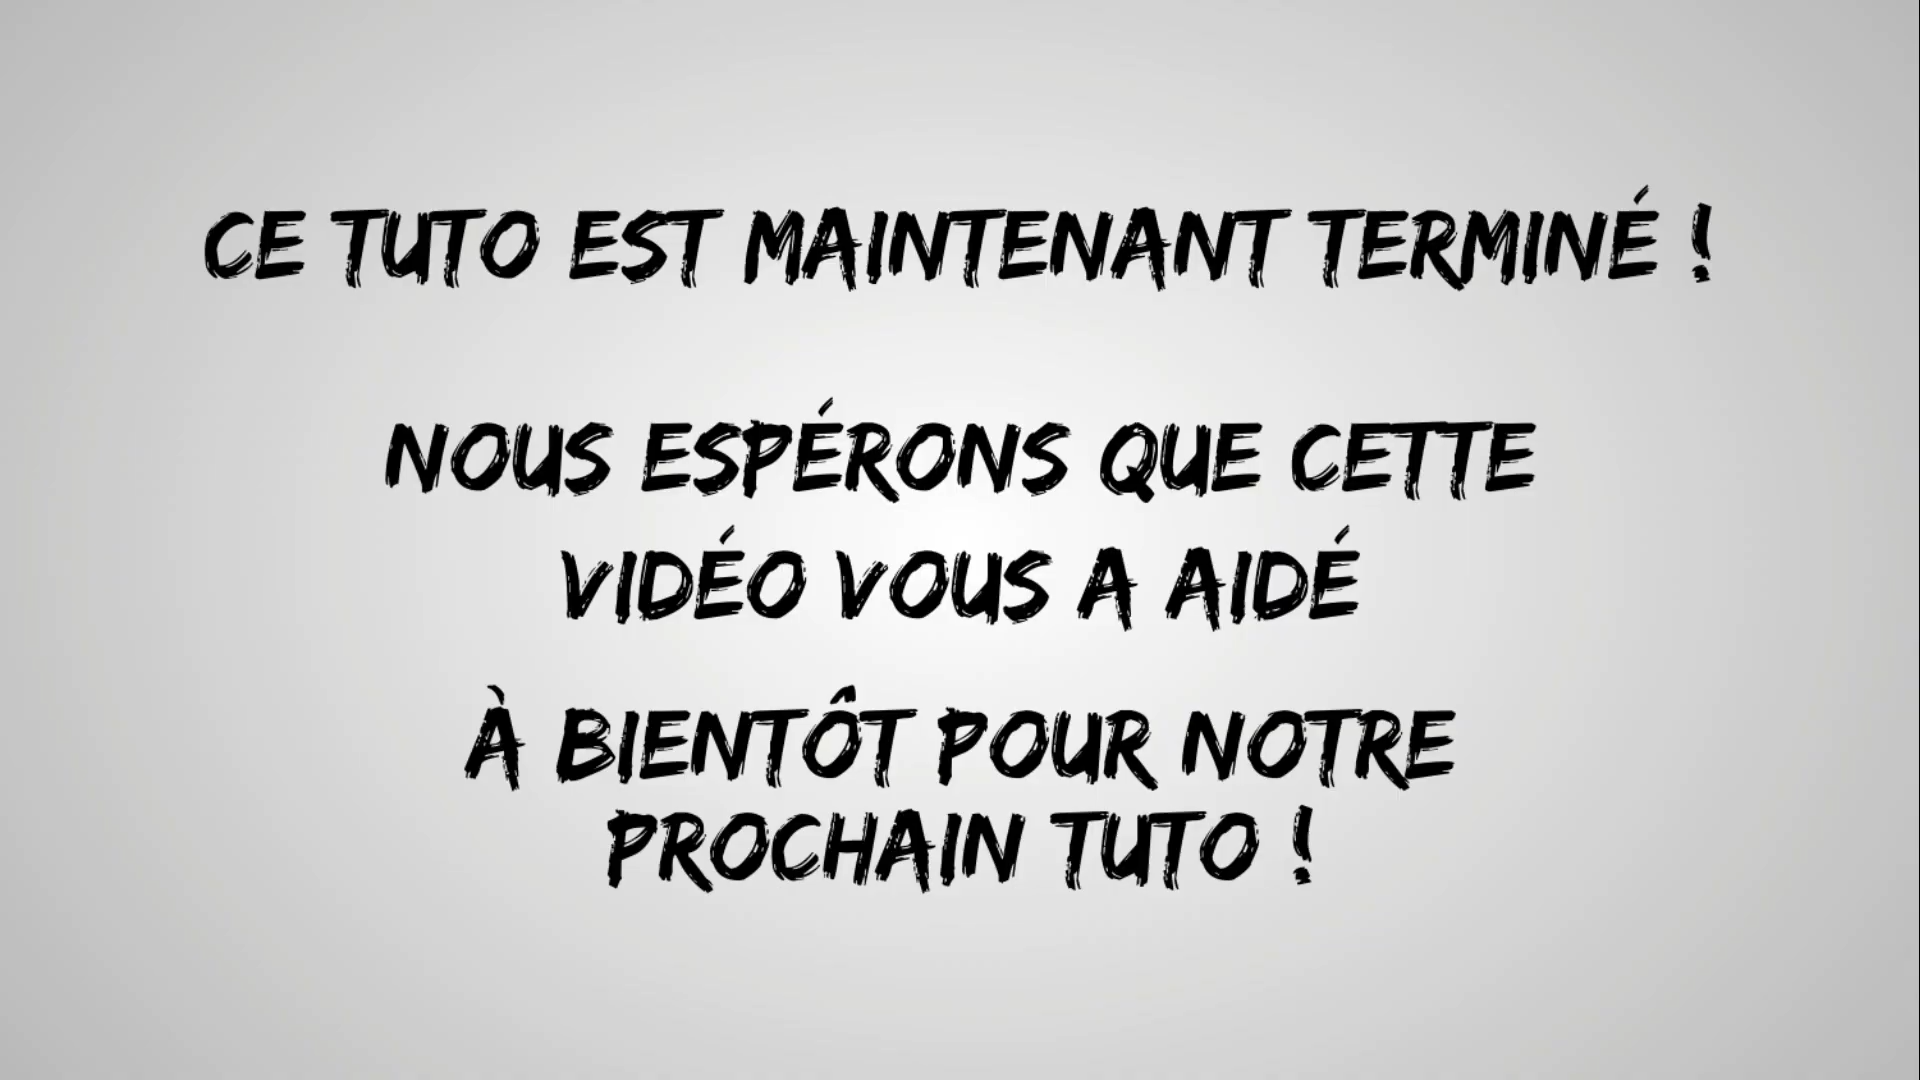 CE TUTO EST MAINTENANT TERMINÉ !
NOUS ESPÉRONS QUE CETTE
VIDÉO VOUS A AIDÉ
À BIENTÔT POUR NOTRE
PROCHAIN TUTO !